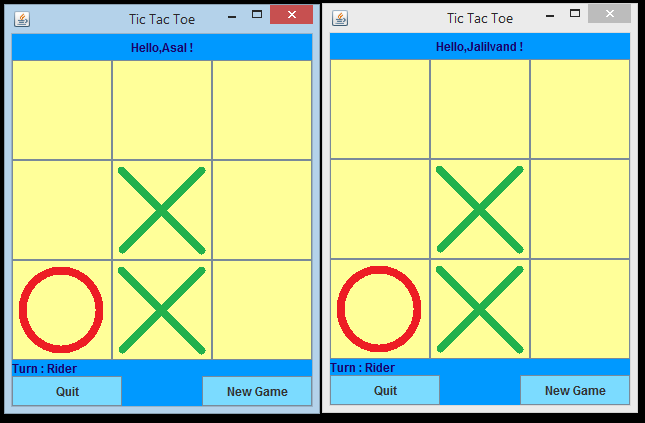 Tic Tac Toe
Hello,Asal !
Turn : Rider
Quit
New Game
Tic Tac Toe
Hello,Jalilvand !
Turn : Rider
Quit
New Game